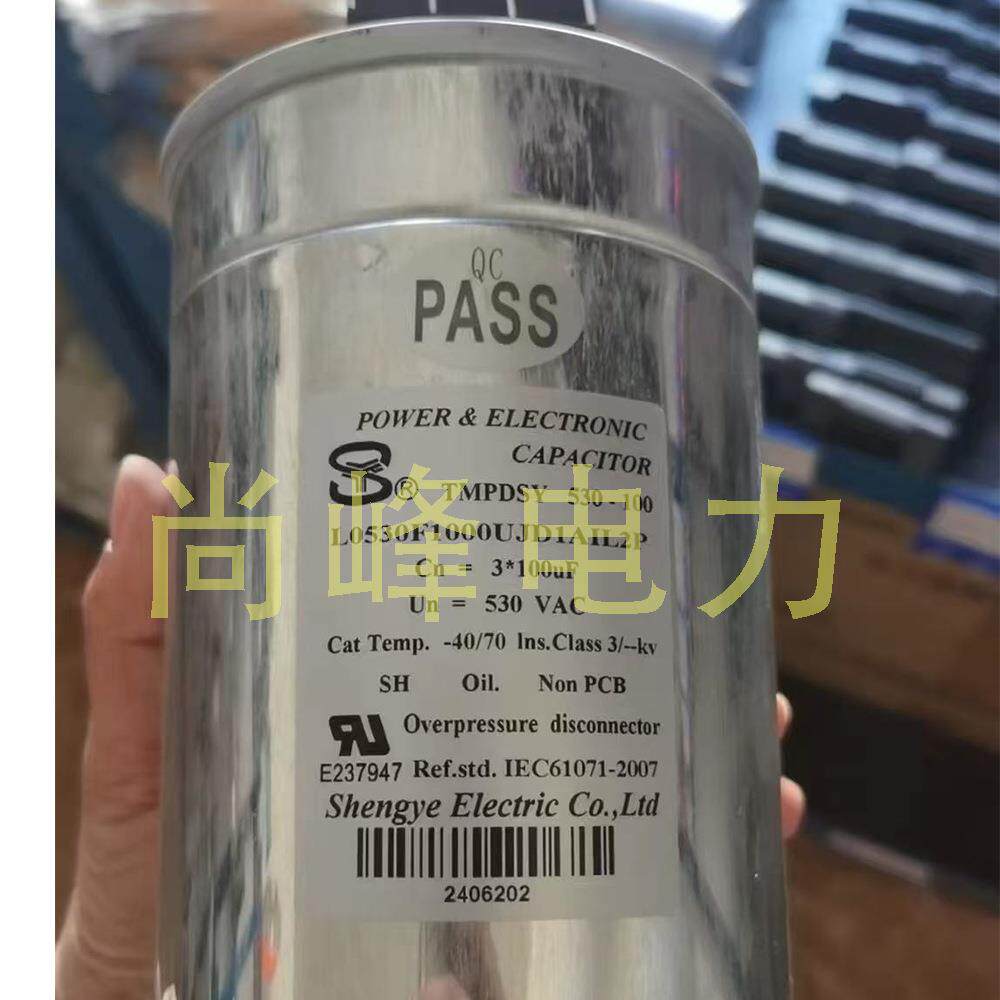 QC
PASS
POWER & ELECTRONIC
CAPACITOR
® TMPDSY 530-100
L0530F1000UJD1AIL2P
尚峰电力
Cn = 3*100uF
Un = 530 VAC
Cat Temp. -40/70 Ins.Class 3/--kv
SH Oil. Non PCB
Overpressure disconnector
E237947 Ref.std. IEC61071-2007
Shengye Electric Co.,Ltd
2406202